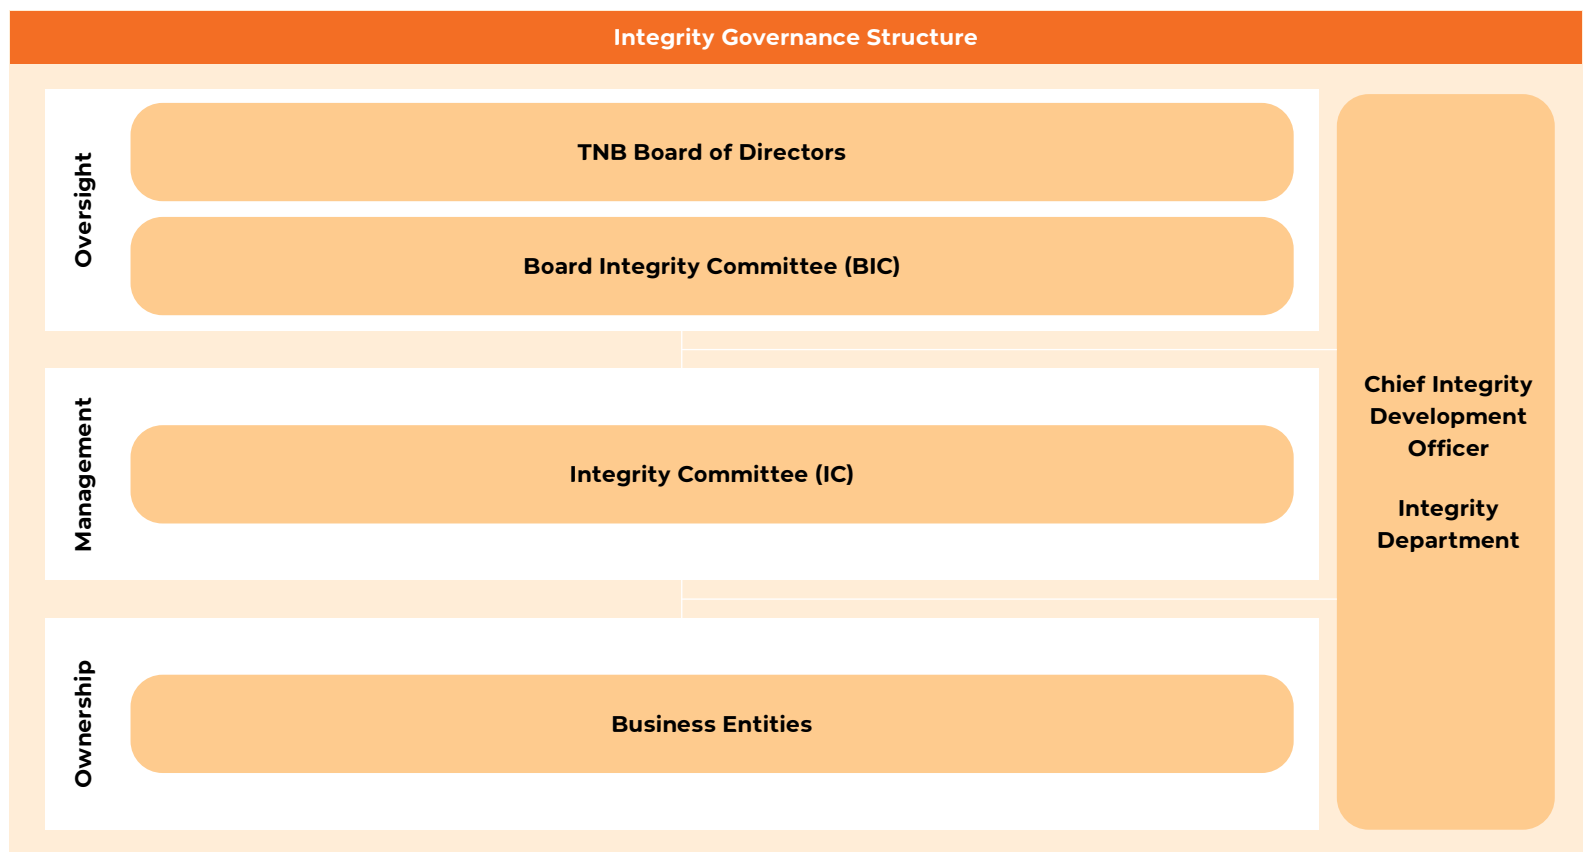 Integrity Governance Structure
Oversight
TNB Board of Directors
Board Integrity Committee (BIC)
Management
Integrity Committee (IC)
Ownership
Business Entities
Chief Integrity
Development
Officer
Integrity
Department